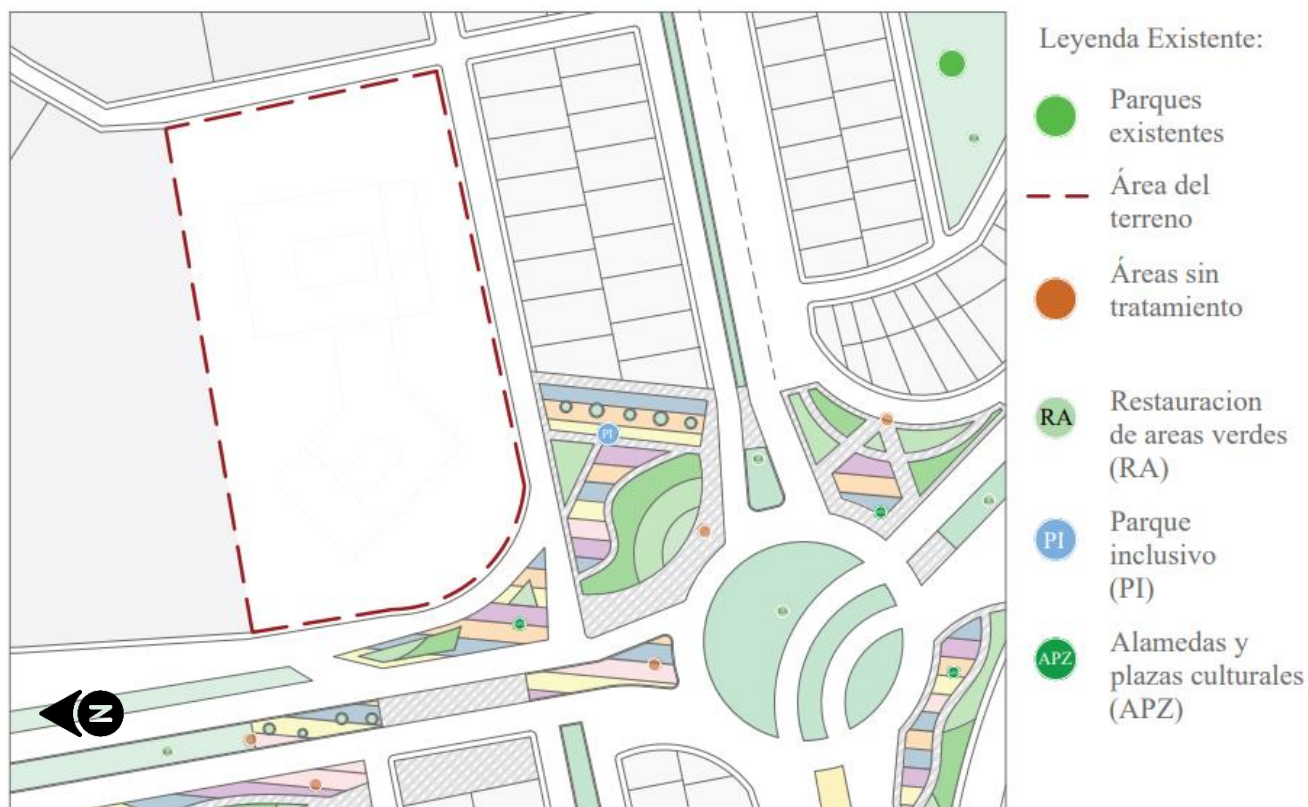 Leyenda Existente:
Parques
existentes
Área del
terreno
Áreas sin
tratamiento
RA
Restauracion
de areas verdes
(RA)
PI
Parque
inclusivo
(PI)
APZ
Alamedas y
plazas culturales
(APZ)
PI
N